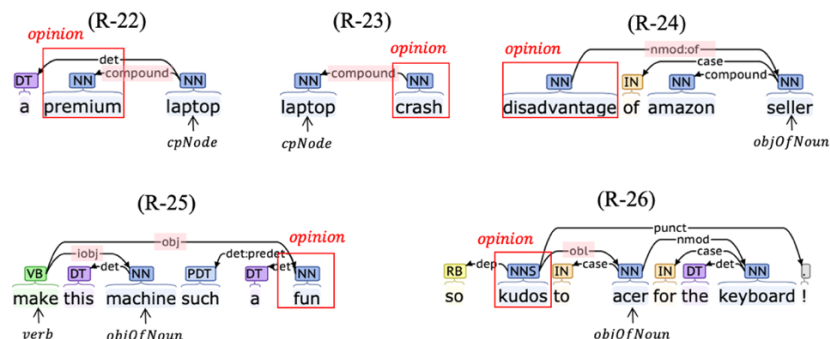 (R-22)
opinion
det
DT NN compound NN
a premium laptop
cpNode
(R-23)
opinion
NN compound NN
laptop crash
cpNode
(R-24)
opinion
nmod:of
case
NN IN NN compound NN
disadvantage of amazon seller
objOfNoun
(R-25)
opinion
obj
iobj det:predet
VB DT det NN PDT DT det NN
make this machine such a fun
verb objOfNoun
(R-26)
opinion
punct
obl nmod
case case
RB dep NNS IN NN IN DT det NN .
so kudos to acer for the keyboard !
objOfNoun